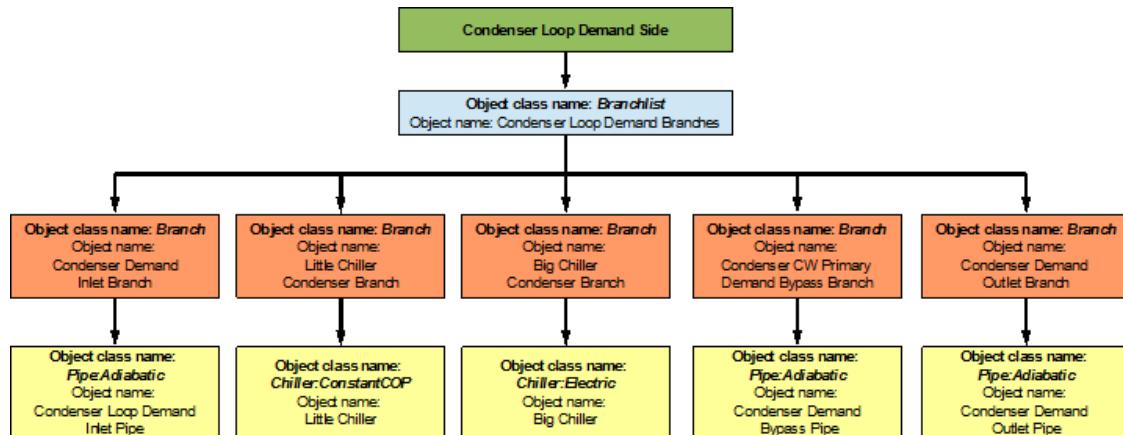 Condenser Loop Demand Side
Object class name: Branchlist
Object name: Condenser Loop Demand Branches
Object class name: Branch
Object name:
Condenser Demand
Inlet Branch
Object class name: Branch
Object name:
Little Chiller
Condenser Branch
Object class name: Branch
Object name:
Big Chiller
Condenser Branch
Object class name: Branch
Object name:
Condenser CW Primary
Demand Bypass Branch
Object class name: Branch
Object name:
Condenser Demand
Outlet Branch
Object class name:
Pipe:Adiabatic
Object name:
Condenser Loop Demand
Inlet Pipe
Object class name:
Chiller:ConstantCOP
Object name:
Little Chiller
Object class name:
Chiller:Electric
Object name:
Big Chiller
Object class name:
Pipe:Adiabatic
Object name:
Condenser Demand
Bypass Pipe
Object class name:
Pipe:Adiabatic
Object name:
Condenser Demand
Outlet Pipe